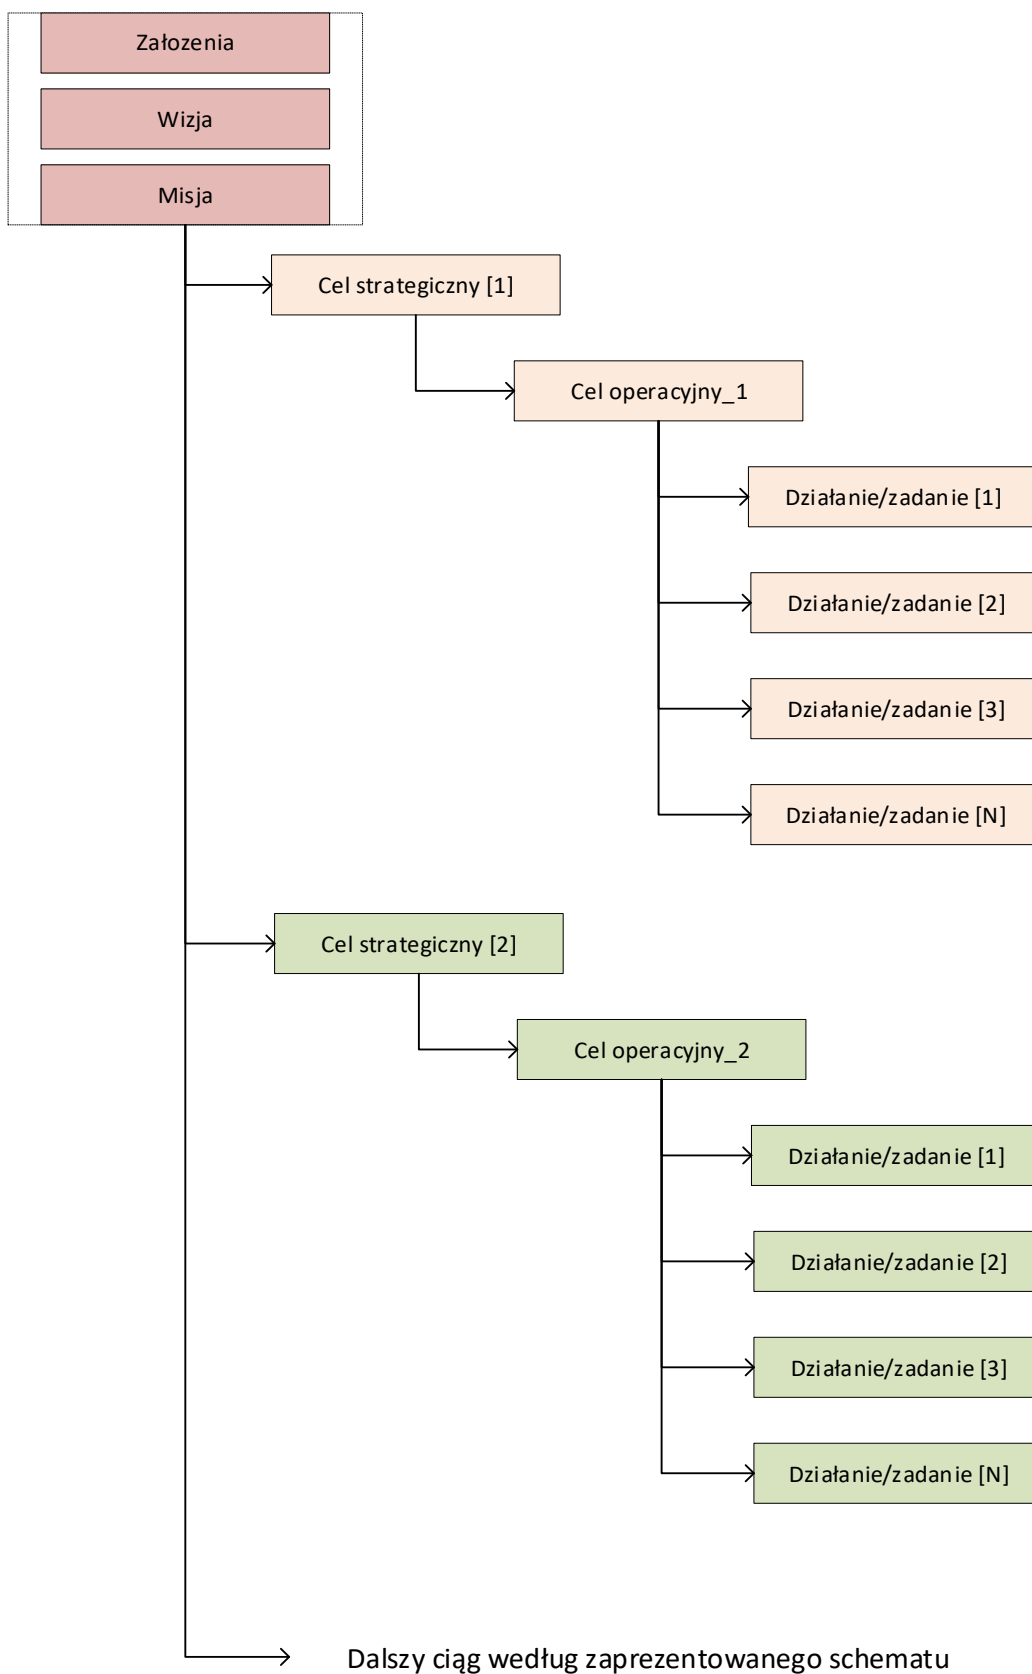 Załozenia
Wizja
Misja
Cel strategiczny [1]
Cel operacyjny_1
Działanie/zadanie [1]
Działanie/zadanie [2]
Działanie/zadanie [3]
Działanie/zadanie [N]
Cel strategiczny [2]
Cel operacyjny_2
Działanie/zadanie [1]
Działanie/zadanie [2]
Działanie/zadanie [3]
Działanie/zadanie [N]
Dalszy ciąg według zaprezentowanego schematu